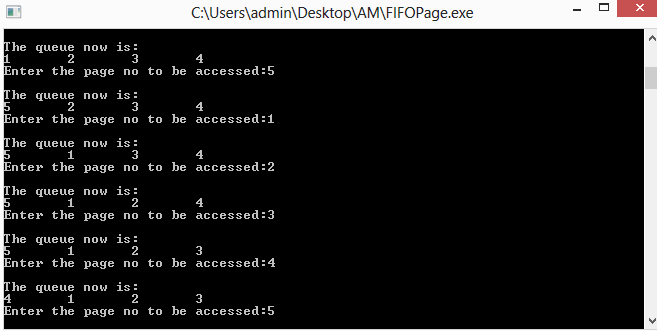 C:\Users\admin\Desktop\AM\FIFOPage.exe
The queue now is:
1 2 3 4
Enter the page no to be accessed:5
The queue now is:
5 2 3 4
Enter the page no to be accessed:1
The queue now is:
5 1 3 4
Enter the page no to be accessed:2
The queue now is:
5 1 2 4
Enter the page no to be accessed:3
The queue now is:
5 1 2 3
Enter the page no to be accessed:4
The queue now is:
4 1 2 3
Enter the page no to be accessed:5